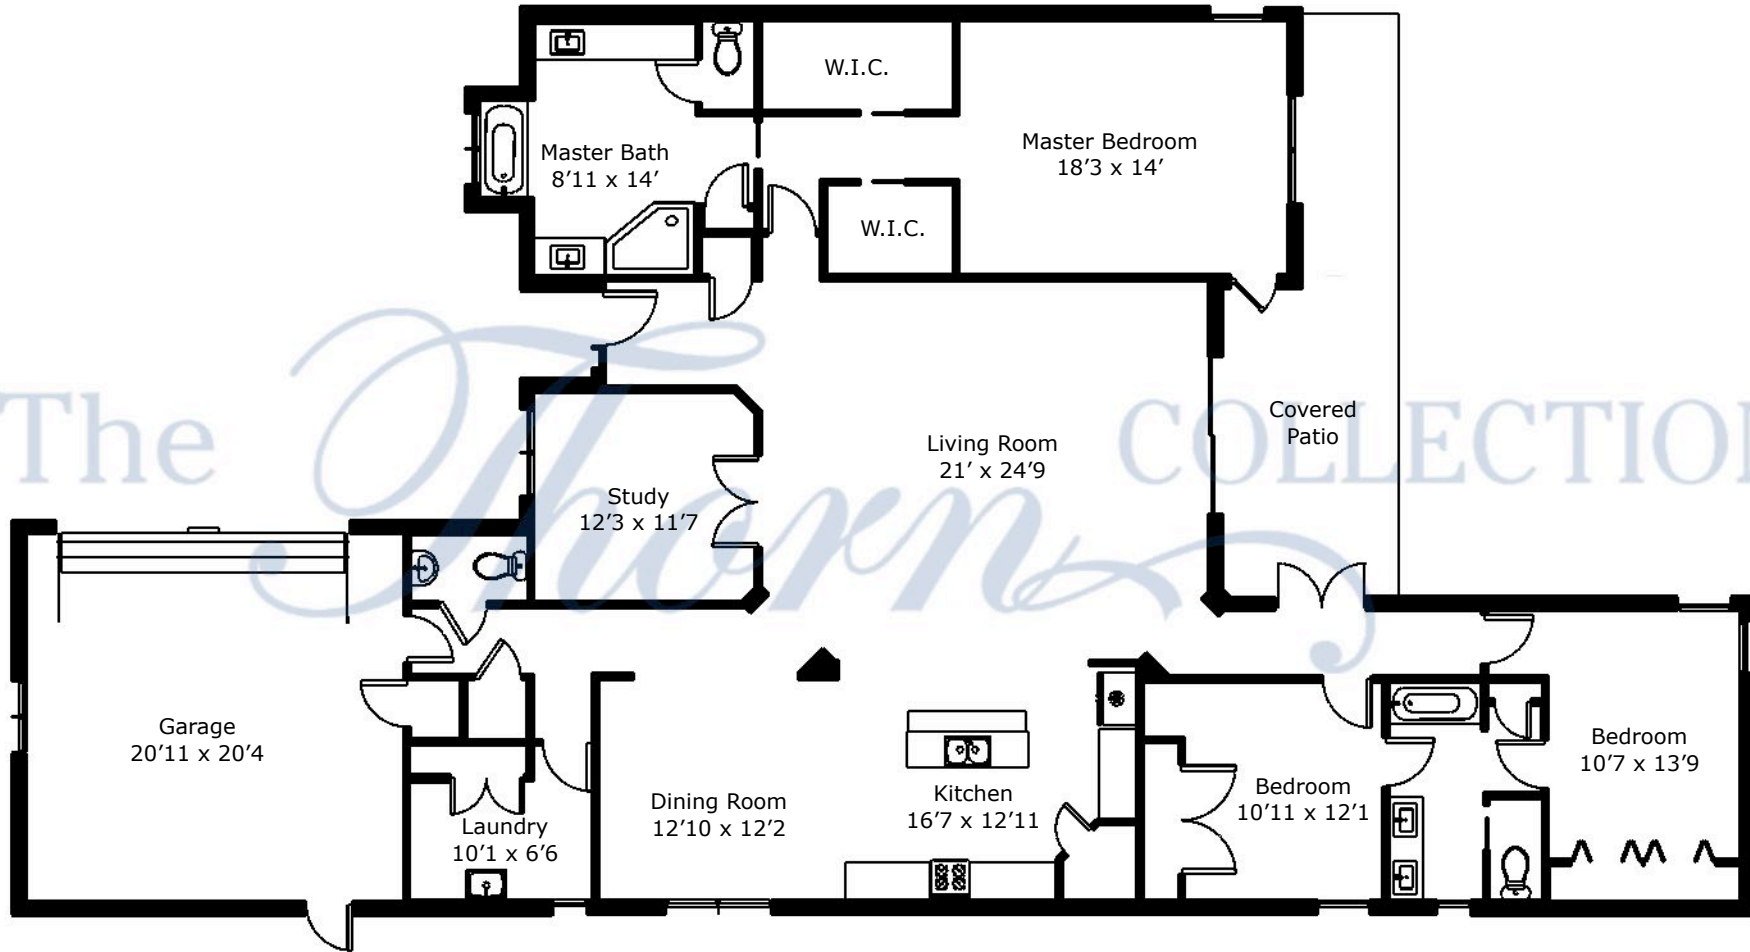 W.I.C.
Master Bath
8’11 x 14’
Master Bedroom
18’3 x 14’
W.I.C.
The Thorn COLLECTION
Covered
Patio
Living Room
21’ x 24’9
Study
12’3 x 11’7
Garage
20’11 x 20’4
Bedroom
10’7 x 13’9
Bedroom
10’11 x 12’1
Kitchen
16’7 x 12’11
Dining Room
12’10 x 12’2
Laundry
10’1 x 6’6